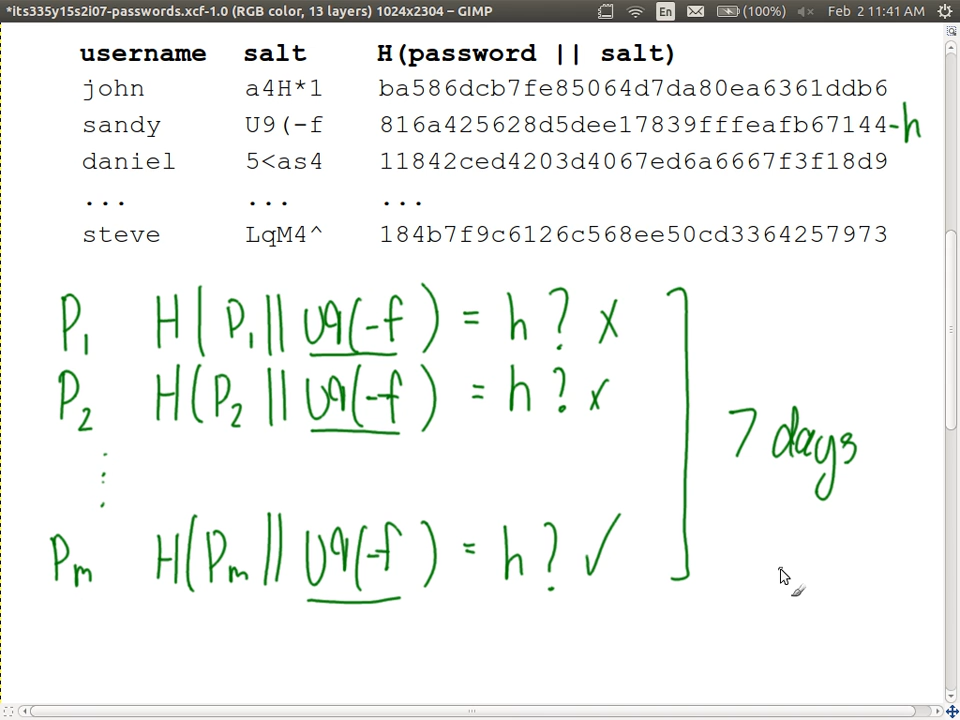 *its335y15s2i07-passwords.xcf-1.0 (RGB color, 13 layers) 1024x2304 – GIMP En (100%) Feb 2 11:41 AM
username salt H(password || salt)
john a4H*1 ba586dcb7fe85064d7da80ea6361ddb6
sandy U9(-f 816a425628d5dee17839fffeafb67144 -h
daniel 5<as4 11842ced4203d4067ed6a6667f3f18d9
... ... ...
steve LqM4^ 184b7f9c6126c568ee50cd3364257973
P1 H(P1||U9(-f) = h? x
P2 H(P2||U9(-f) = h? x
7 days
Pm H(Pm||U9(-f) = h? ✓